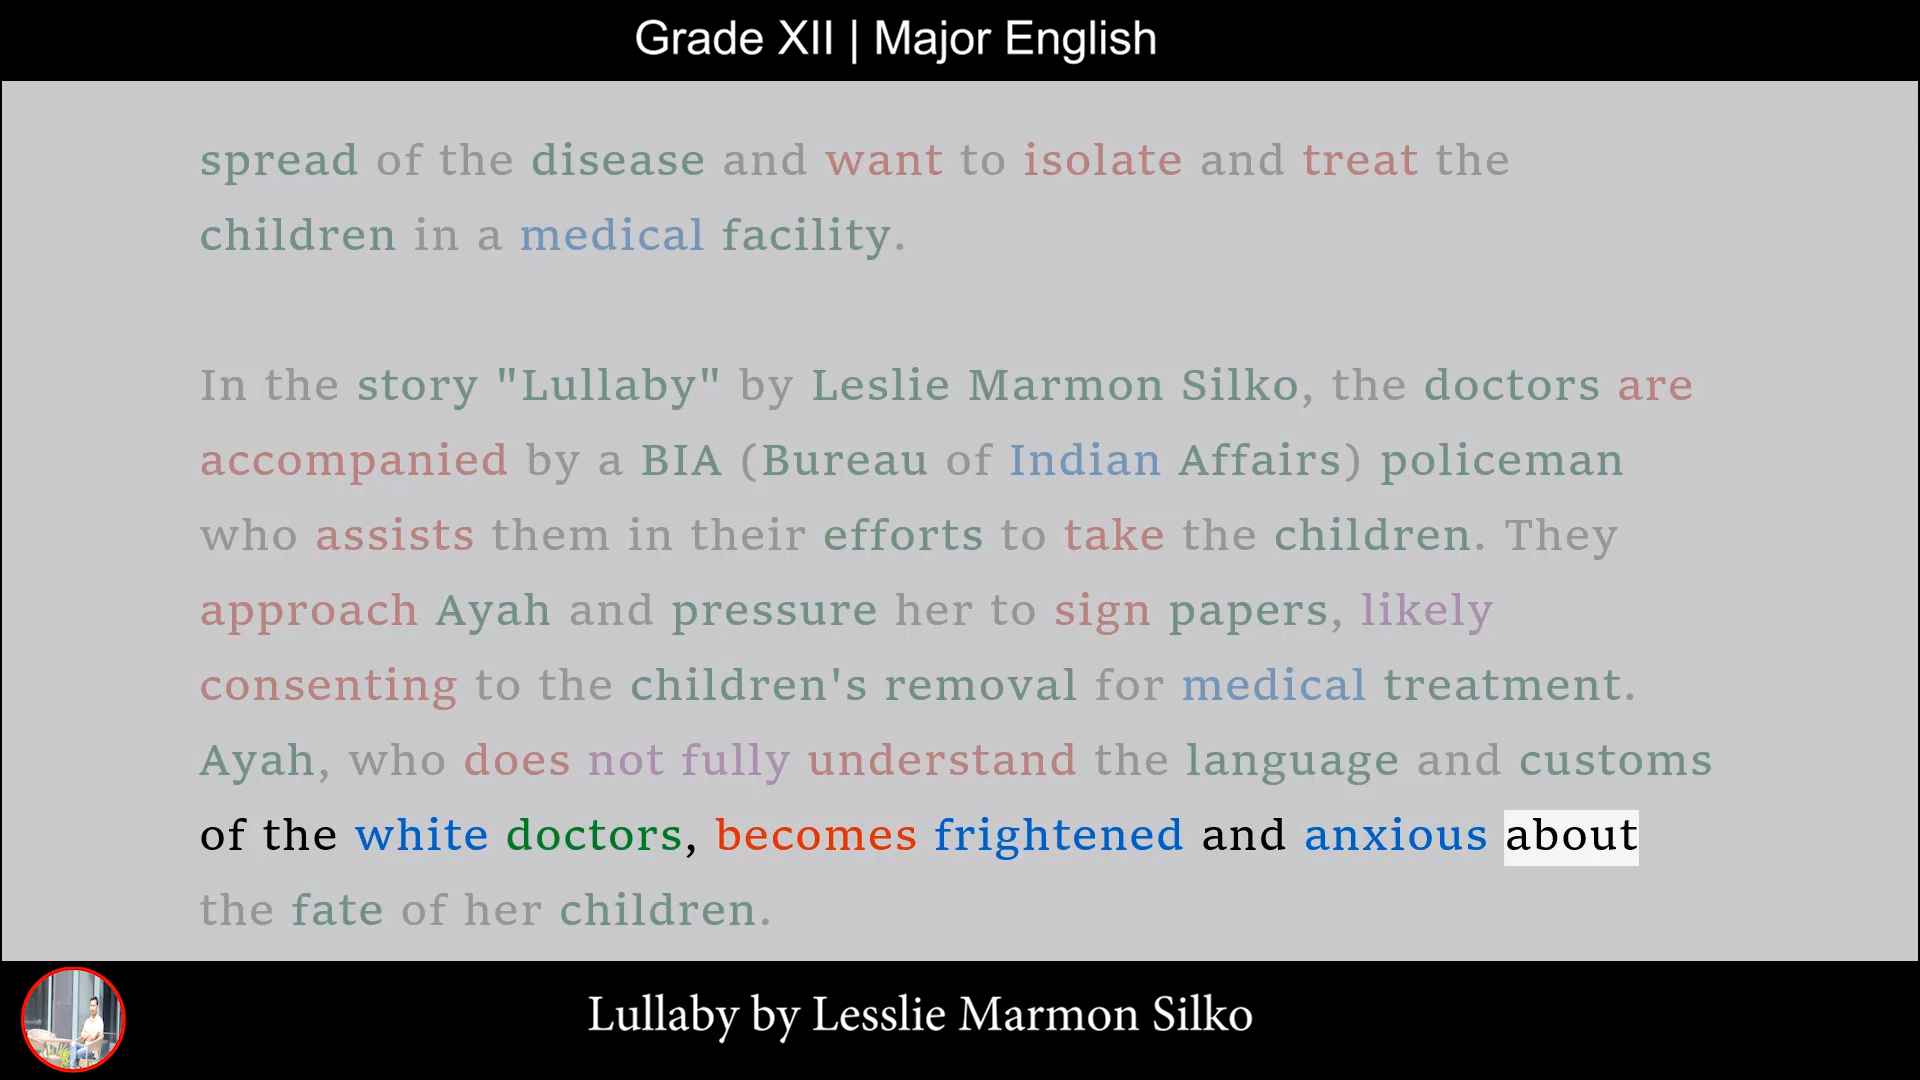 Grade XII | Major English
spread of the disease and want to isolate and treat the
children in a medical facility.
In the story "Lullaby" by Leslie Marmon Silko, the doctors are
accompanied by a BIA (Bureau of Indian Affairs) policeman
who assists them in their efforts to take the children. They
approach Ayah and pressure her to sign papers, likely
consenting to the children's removal for medical treatment.
Ayah, who does not fully understand the language and customs
of the white doctors, becomes frightened and anxious about
the fate of her children.
Lullaby by Lesslie Marmon Silko